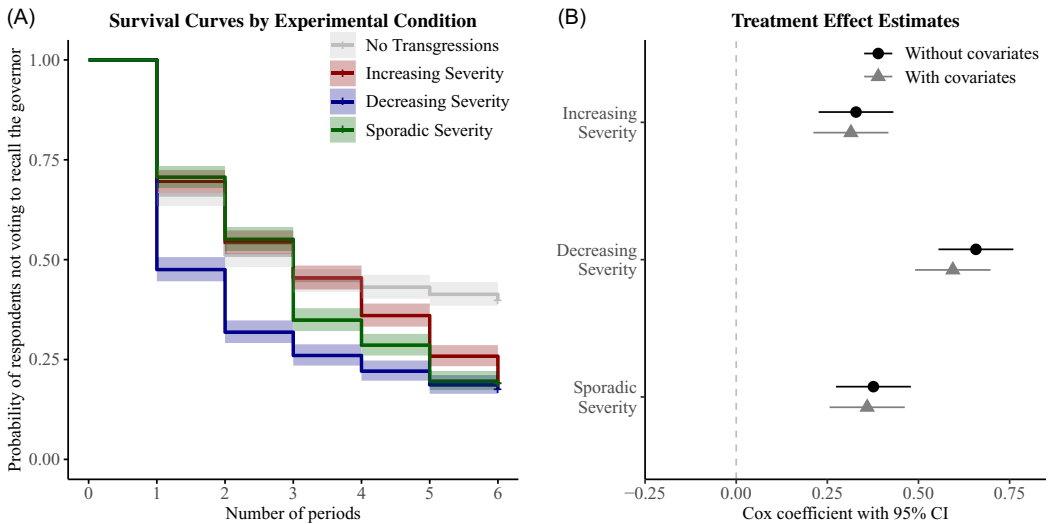 (A)
Survival Curves by Experimental Condition
No Transgressions
Increasing Severity
Decreasing Severity
Sporadic Severity
Probability of respondents not voting to recall the governor
1.00
0.75
0.50
0.25
0.00
0 1 2 3 4 5 6
Number of periods
(B)
Treatment Effect Estimates
Without covariates
With covariates
Increasing
Severity
Decreasing
Severity
Sporadic
Severity
−0.25 0.00 0.25 0.50 0.75
Cox coefficient with 95% CI